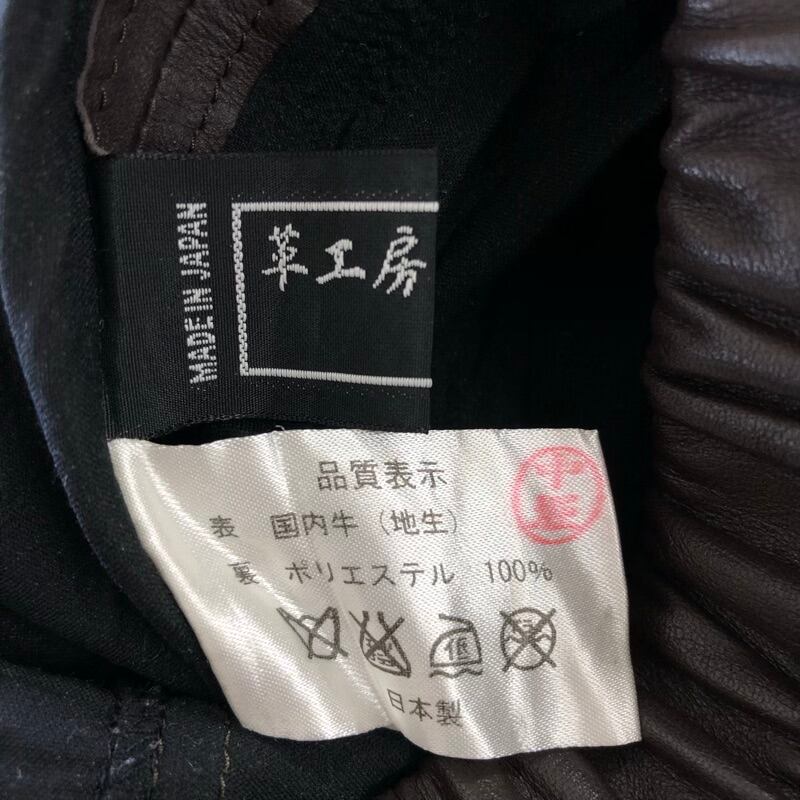 MADE IN JAPAN
革工房
品質表示
表 国内牛（地生）
裏 ポリエステル 100%
低
日本製